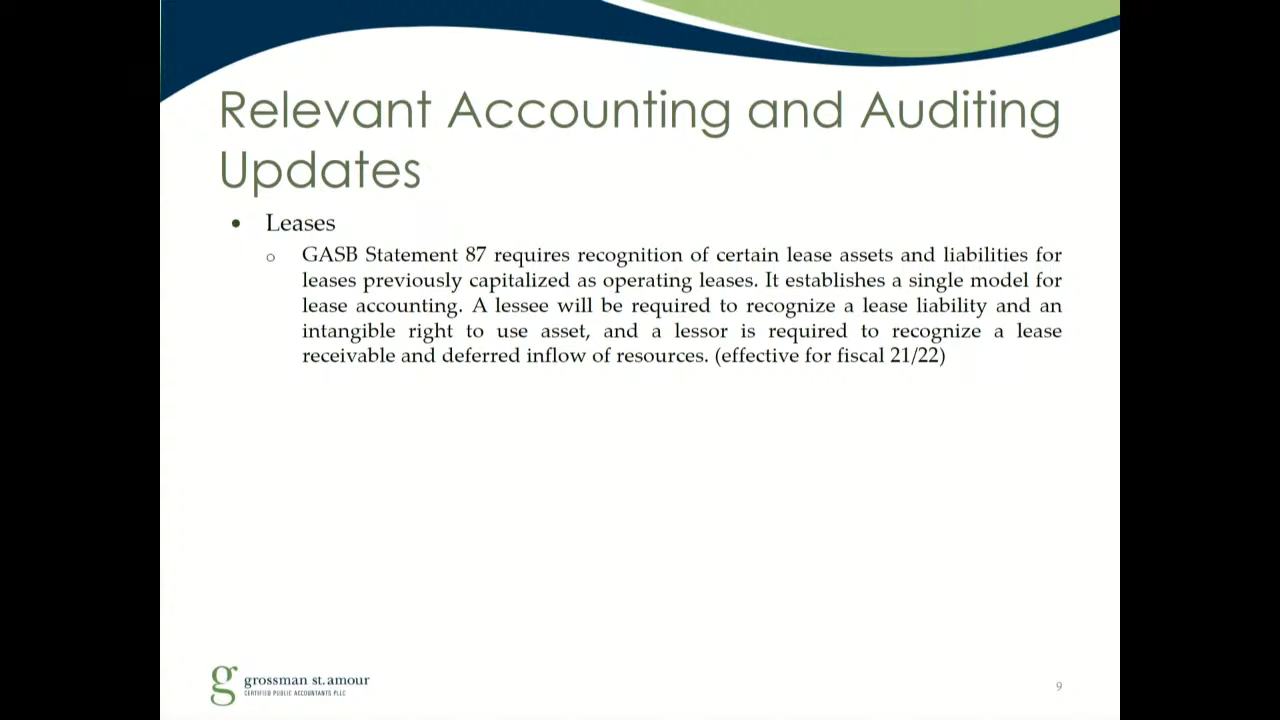 Relevant Accounting and Auditing
Updates
• Leases
o GASB Statement 87 requires recognition of certain lease assets and liabilities for
leases previously capitalized as operating leases. It establishes a single model for
lease accounting. A lessee will be required to recognize a lease liability and an
intangible right to use asset, and a lessor is required to recognize a lease
receivable and deferred inflow of resources. (effective for fiscal 21/22)
g grossman st. amour
CERTIFIED PUBLIC ACCOUNTANTS PLLC
9